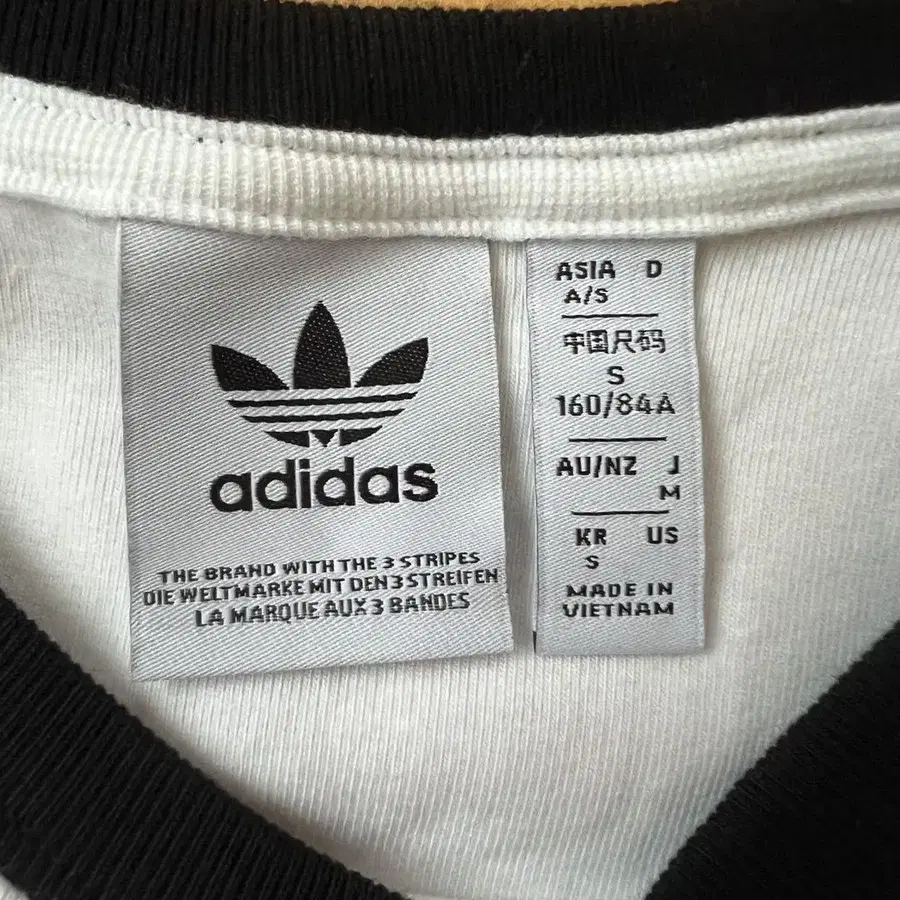 adidas
THE BRAND WITH THE 3 STRIPES
DIE WELTMARKE MIT DEN 3 STREIFEN
LA MARQUE AUX 3 BANDES
ASIA D
A/S
中国尺码
S
160/84A
AU/NZ J
M
KR US
S
MADE IN
VIETNAM